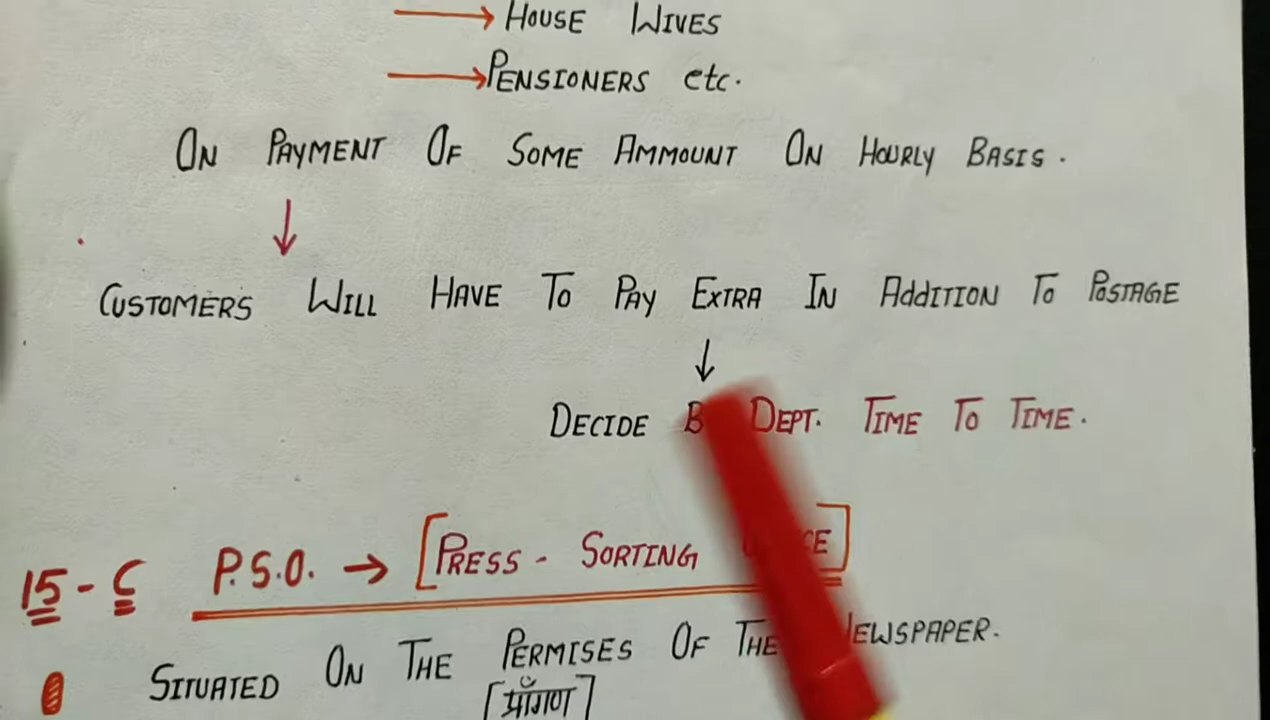 → HOUSE WIVES
→ PENSIONERS etc.
ON PAYMENT OF SOME AMMOUNT ON HOURLY BASIS.
↓
CUSTOMERS WILL HAVE TO PAY EXTRA IN ADDITION TO POSTAGE
↓
DECIDE DEPT. TIME TO TIME.
15-C P.S.O. → [PRESS - SORTING
SITUATED ON THE PERMISES OF THE NEWSPAPER.
[प्राँगण]